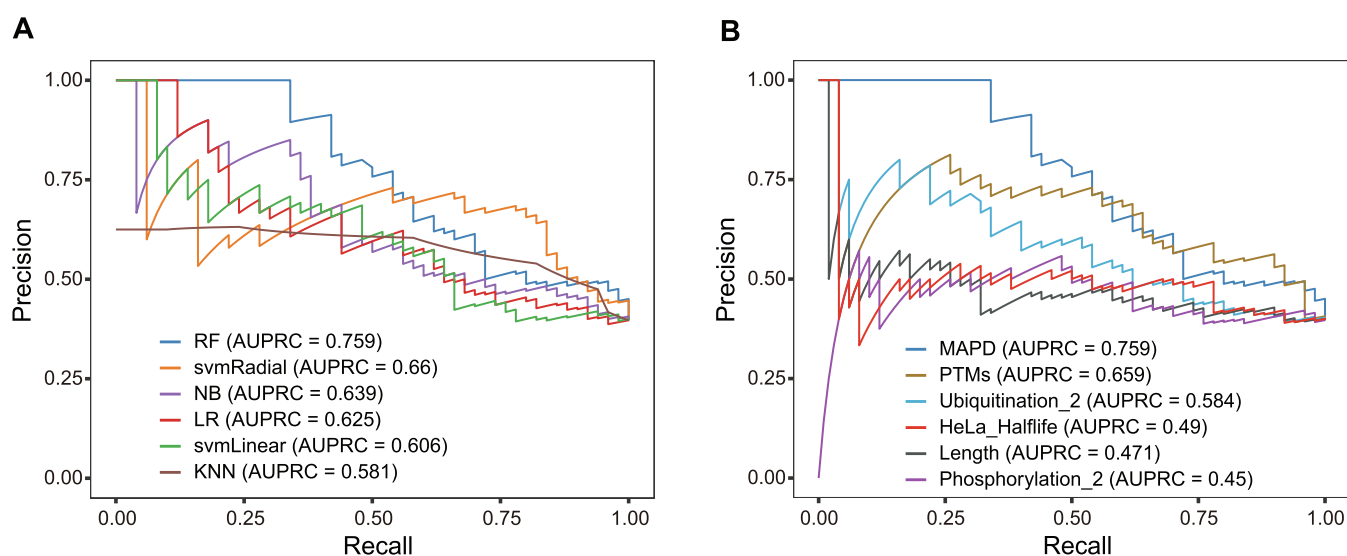 A
Precision
1.00
0.75
0.50
0.25
0.00
RF (AUPRC = 0.759)
svmRadial (AUPRC = 0.66)
NB (AUPRC = 0.639)
LR (AUPRC = 0.625)
svmLinear (AUPRC = 0.606)
KNN (AUPRC = 0.581)
0.00 0.25 0.50 0.75 1.00
Recall
B
Precision
1.00
0.75
0.50
0.25
0.00
MAPD (AUPRC = 0.759)
PTMs (AUPRC = 0.659)
Ubiquitination_2 (AUPRC = 0.584)
HeLa_Halflife (AUPRC = 0.49)
Length (AUPRC = 0.471)
Phosphorylation_2 (AUPRC = 0.45)
0.00 0.25 0.50 0.75 1.00
Recall